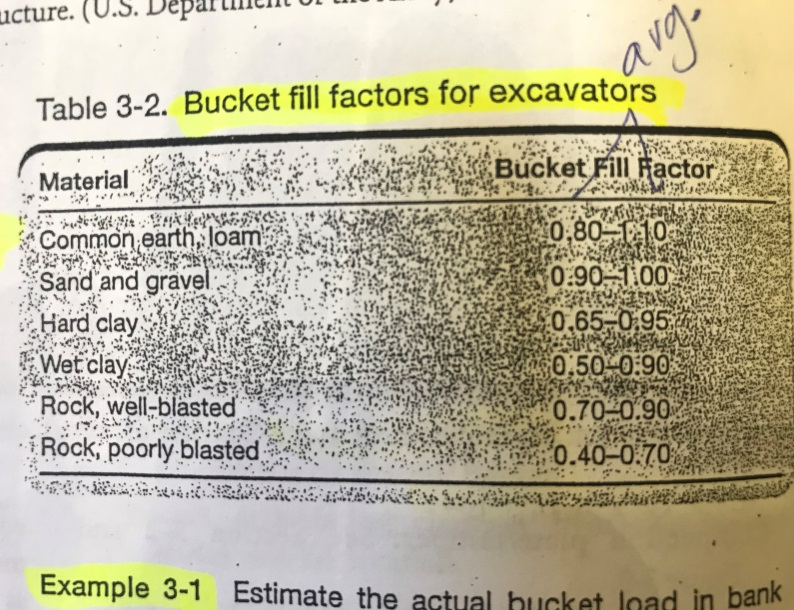 ucture. (U.S. Department of the
avg.
Table 3-2. Bucket fill factors for excavators
Material Bucket Fill Factor
Common earth, loam 0.80–1.10
Sand and gravel 0.90–1.00
Hard clay 0.65–0.95
Wet clay 0.50–0.90
Rock, well-blasted 0.70–0.90
Rock, poorly blasted 0.40–0.70
Example 3-1 Estimate the actual bucket load in bank